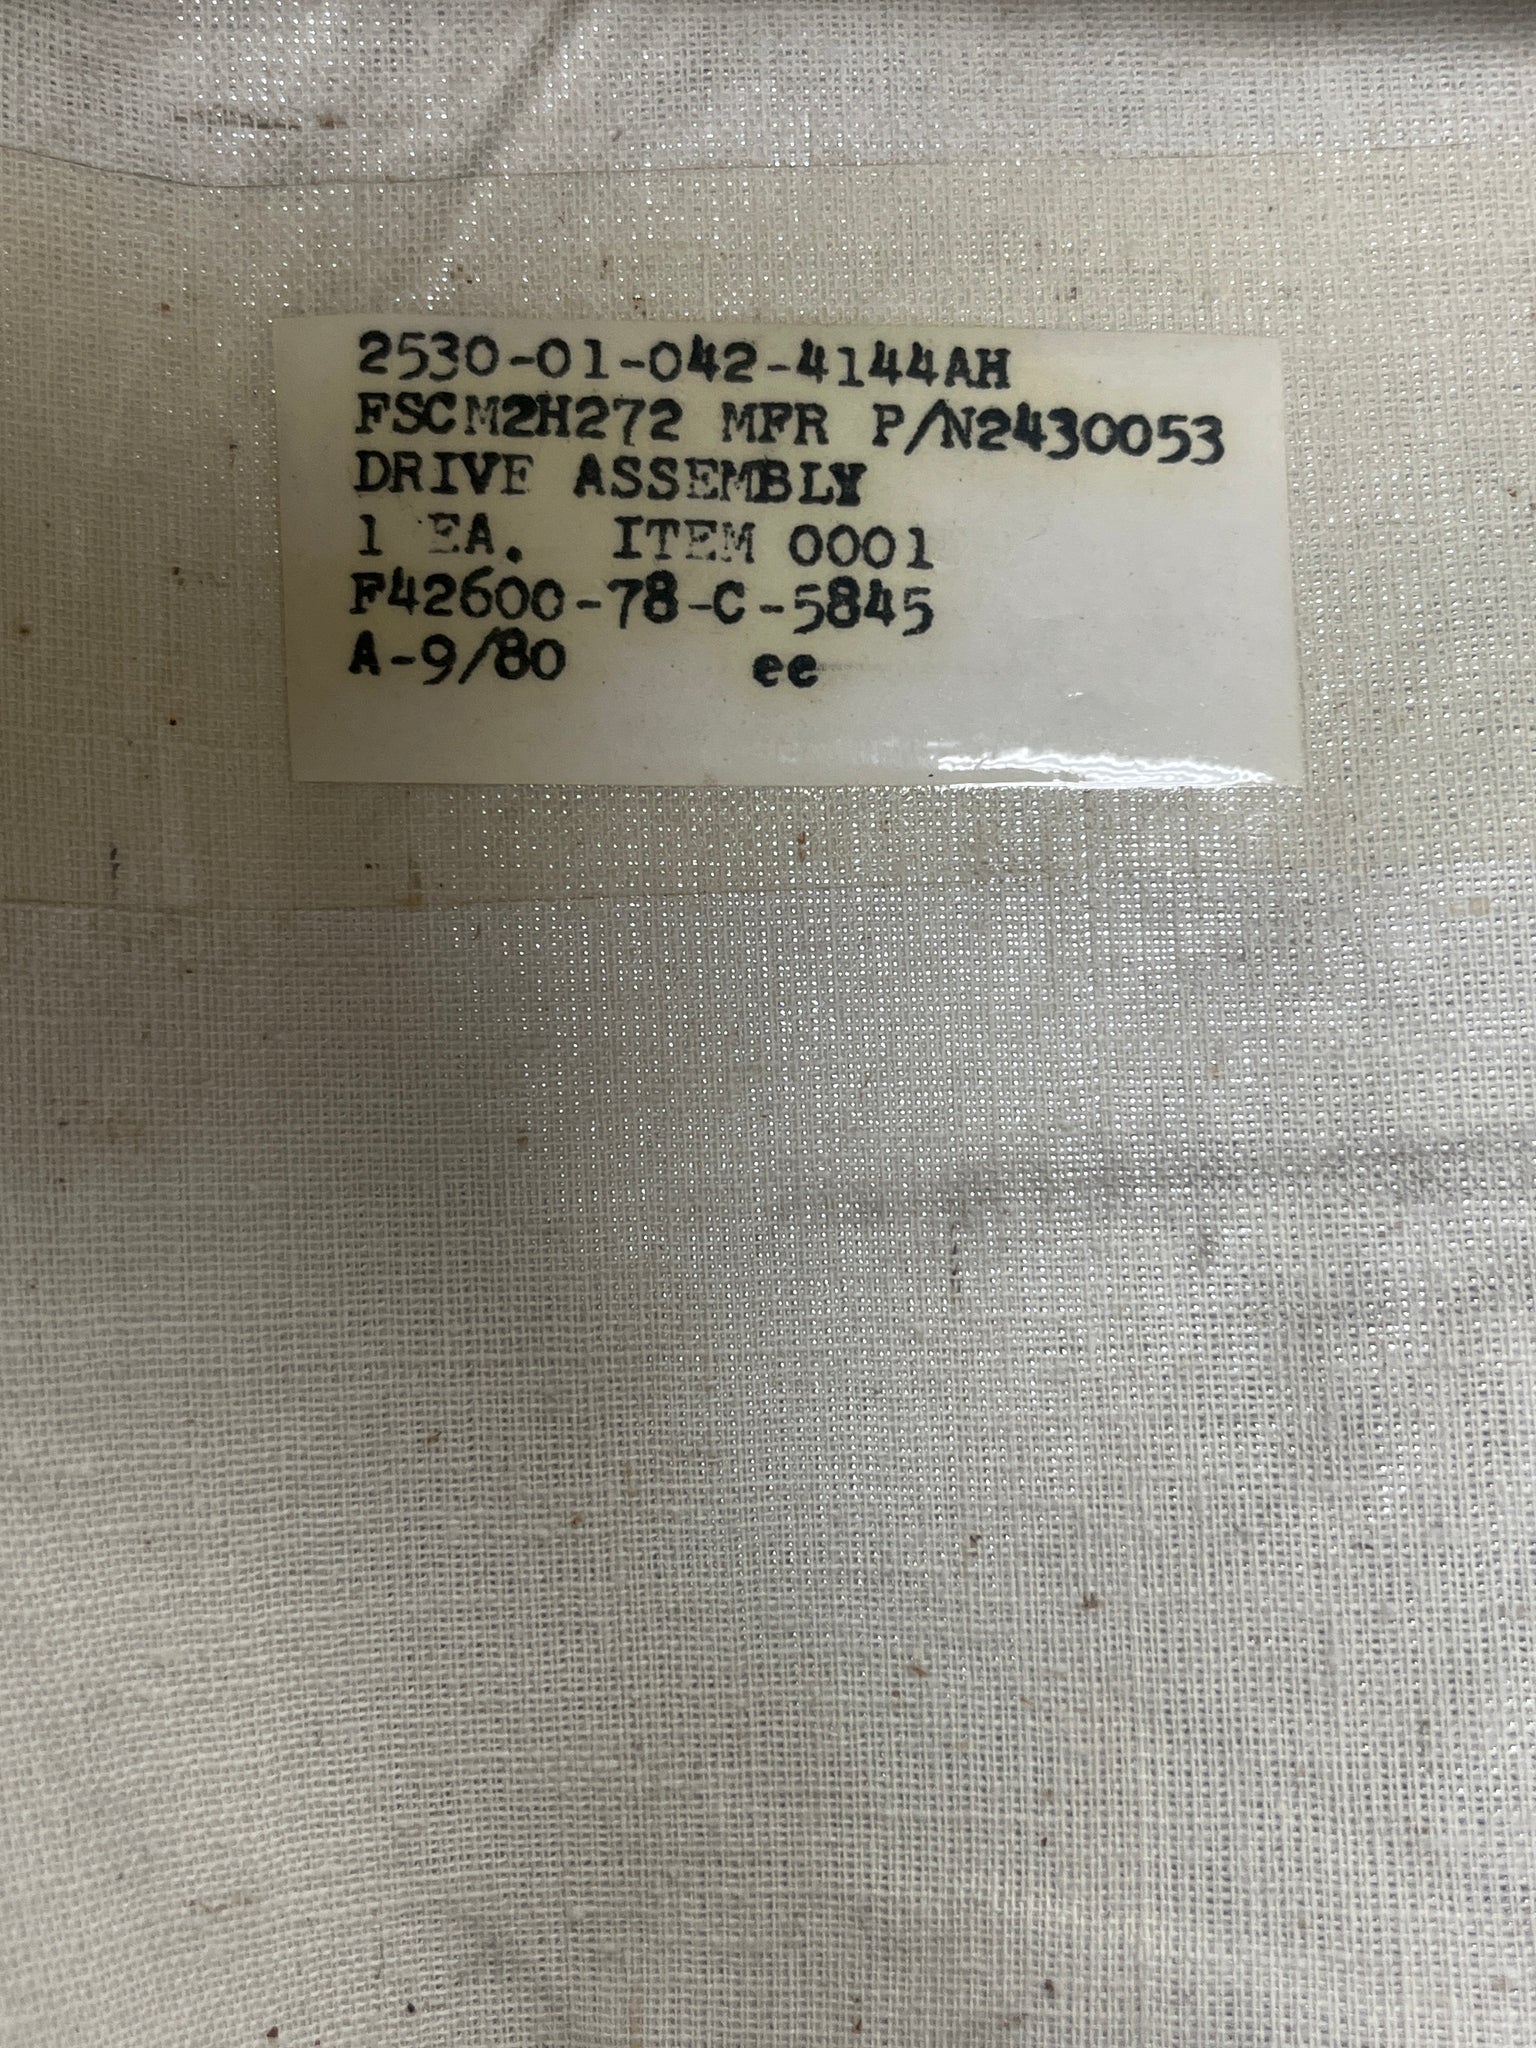 2530-01-042-4144AH
FSCM2H272 MFR P/N2430053
DRIVE ASSEMBLY
1 EA. ITEM 0001
F42600-78-C-5845
A-9/80 ee